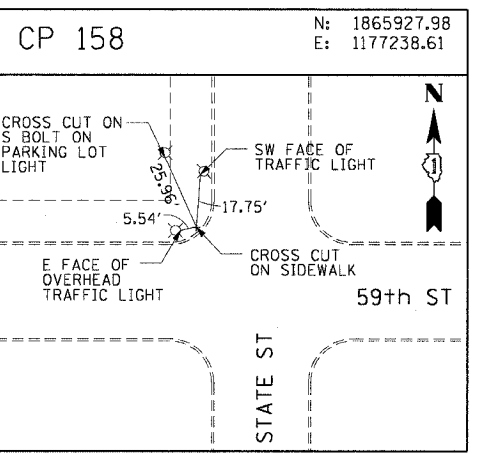 CP 158
N: 1865927.98
E: 1177238.61
N
1
CROSS CUT ON
S BOLT ON
PARKING LOT
LIGHT
25.96'
SW FACE OF
TRAFFIC LIGHT
17.75'
5.54'
E FACE OF
OVERHEAD
TRAFFIC LIGHT
CROSS CUT
ON SIDEWALK
59th ST
STATE ST